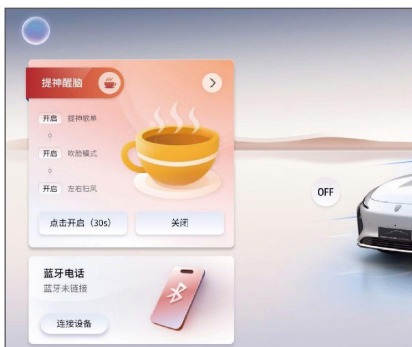 提神醒脑
开启 提神歌单
开启 吹脸模式
开启 左右扫风
点击开启（30s）
关闭
OFF
蓝牙电话
蓝牙未链接
连接设备